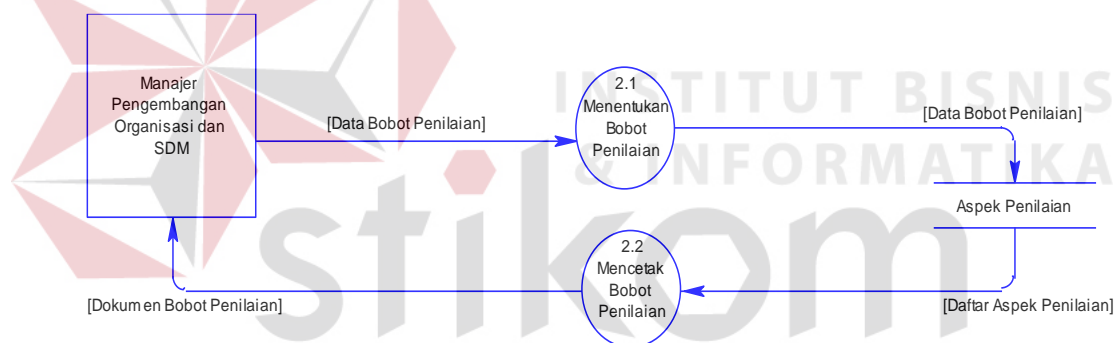 Manajer
Pengembangan
Organisasi dan
SDM
[Data Bobot Penilaian]
2.1
Menentukan
Bobot
Penilaian
[Data Bobot Penilaian]
Aspek Penilaian
[Daftar Aspek Penilaian]
2.2
Mencetak
Bobot
Penilaian
[Dokumen Bobot Penilaian]
INSTITUT BISNIS
& INFORMATIKA
stikom